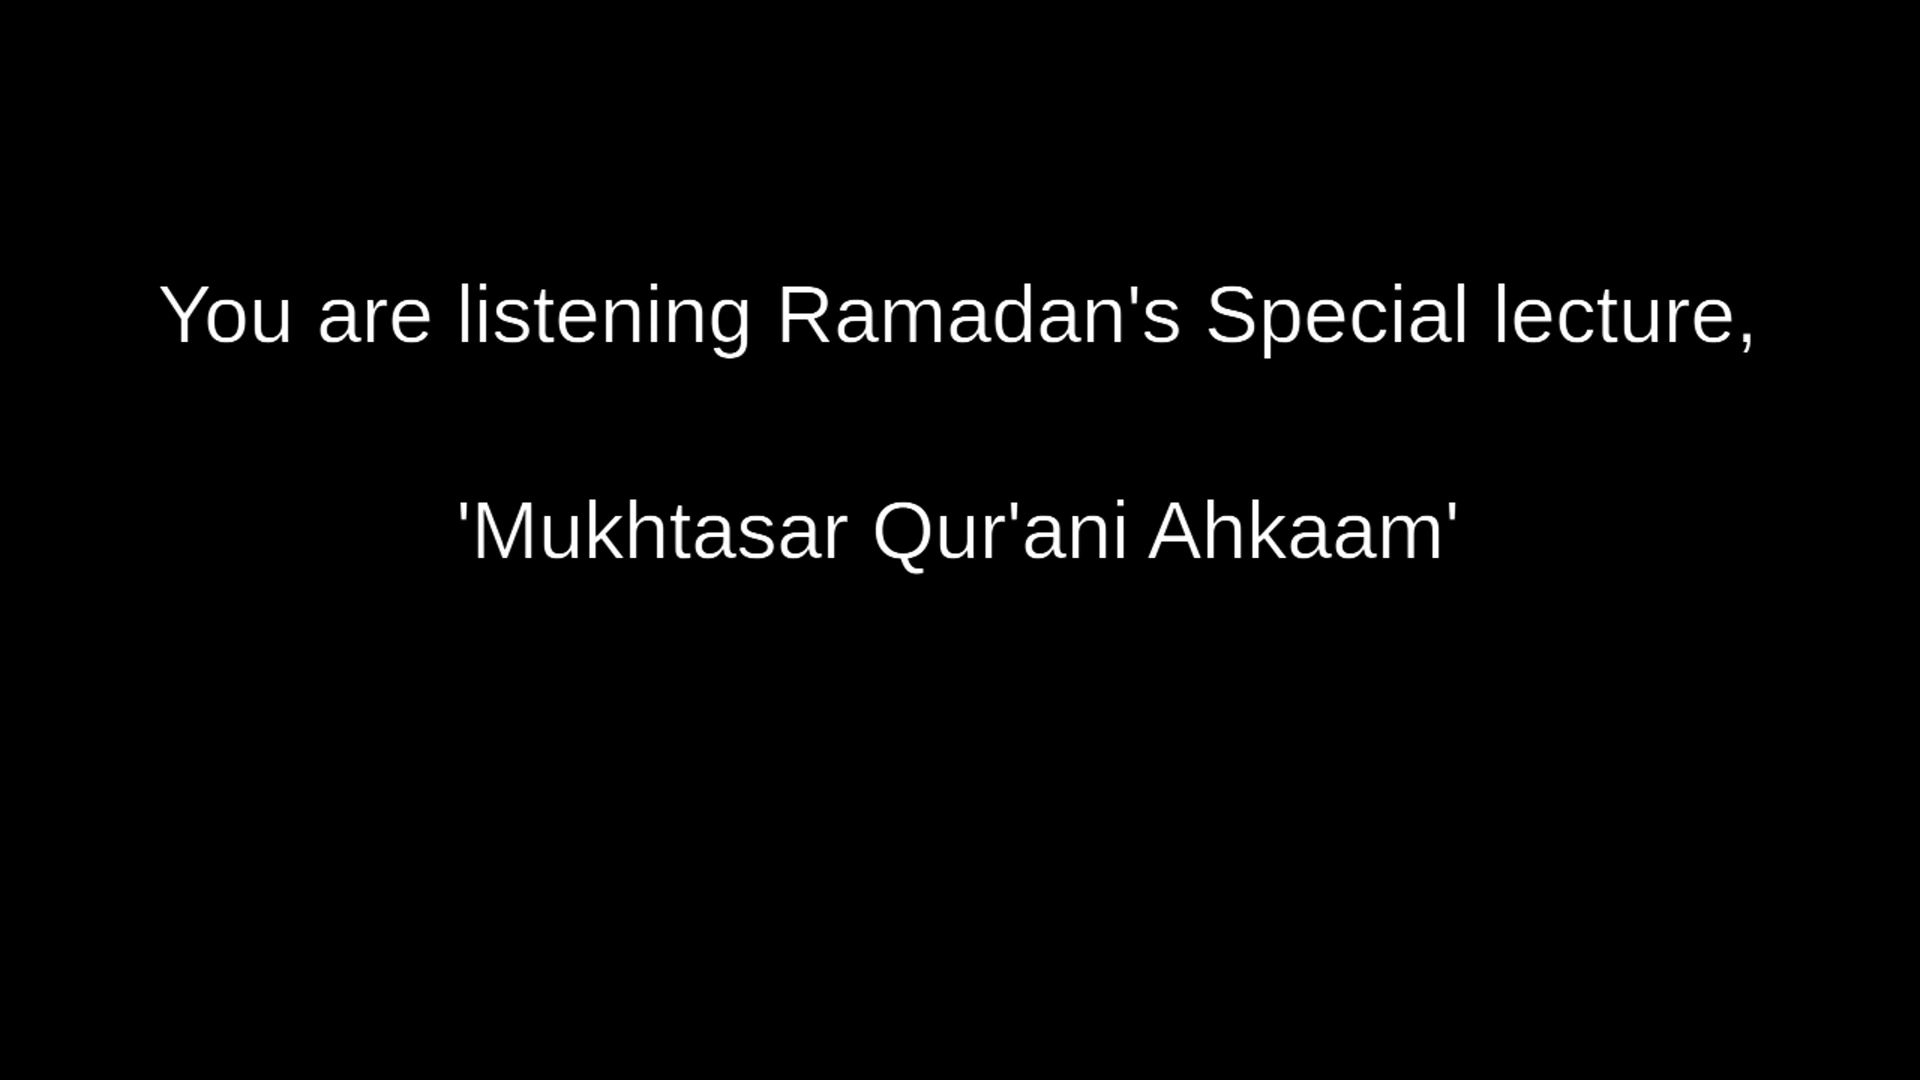 You are listening Ramadan's Special lecture,
'Mukhtasar Qur'ani Ahkaam'